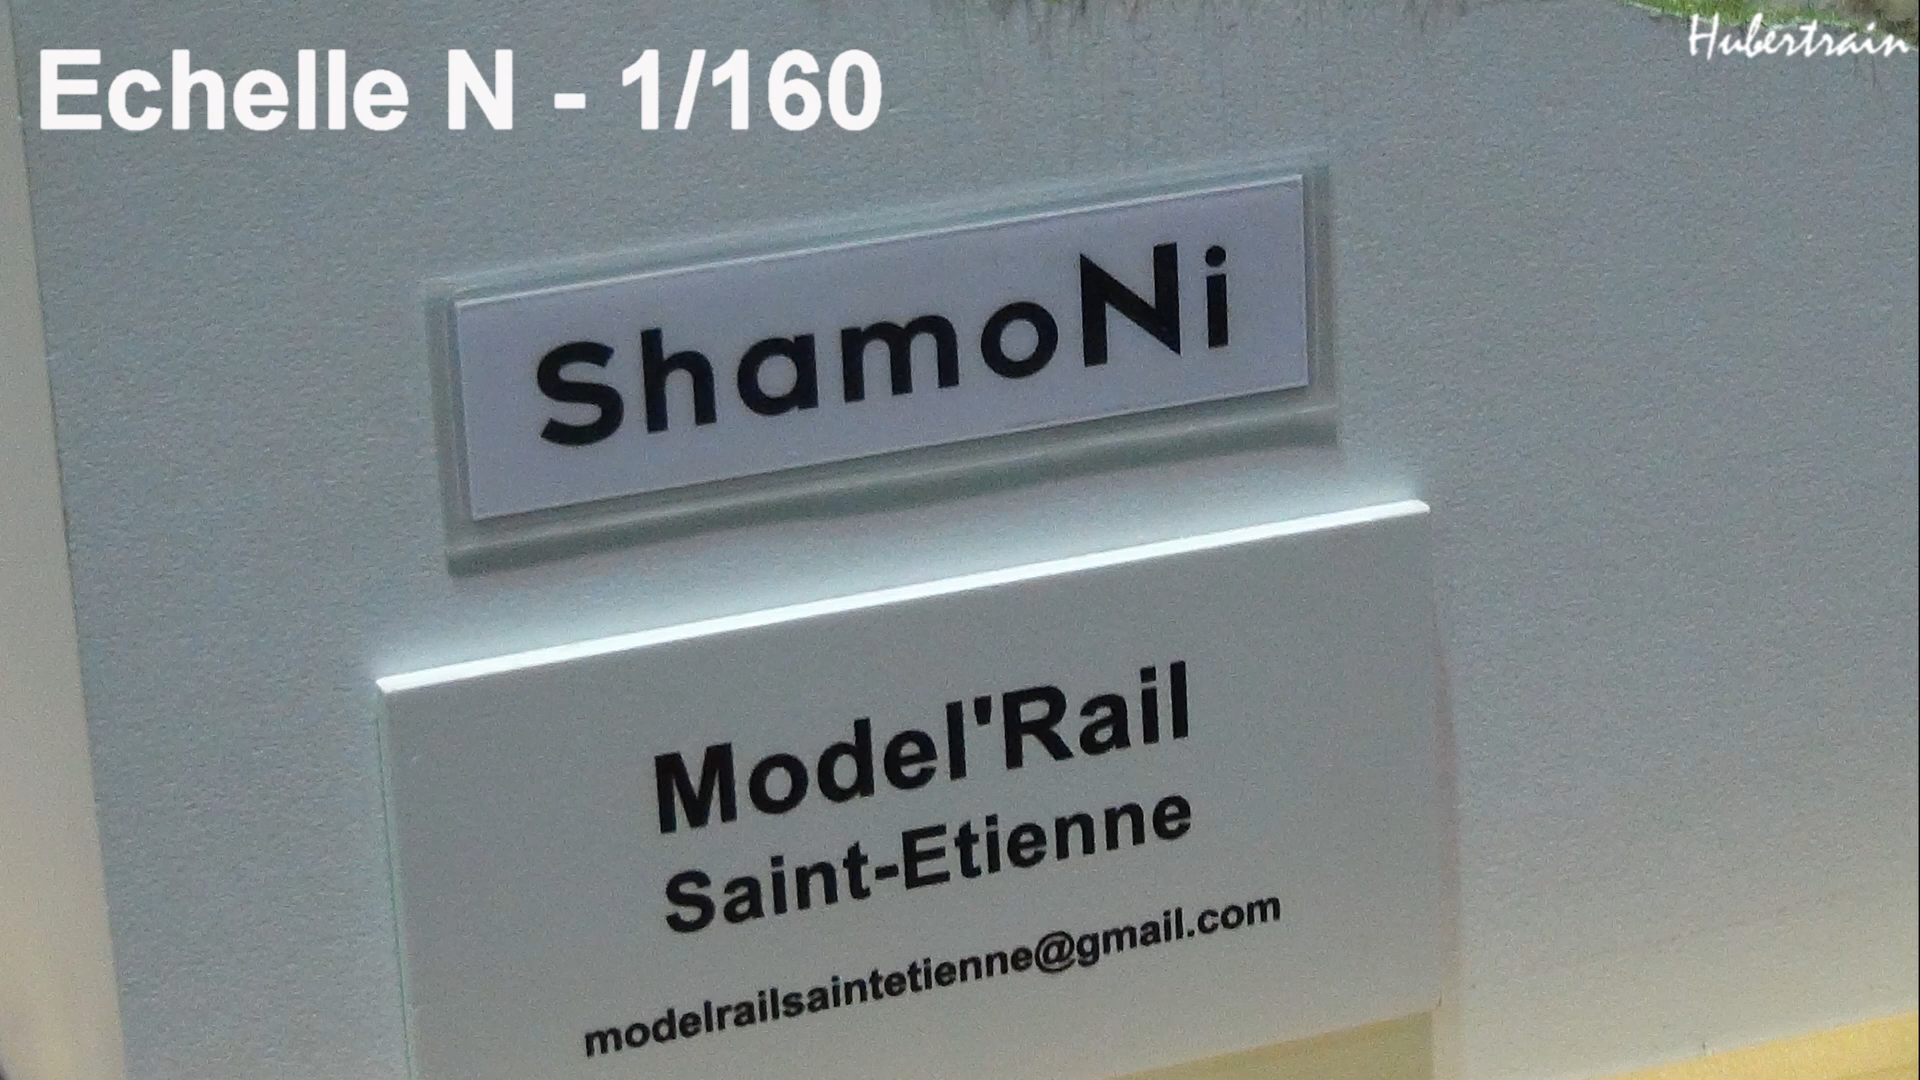 Echelle N - 1/160
Hubertrain
ShamoNi
Model'Rail
Saint-Etienne
modelrailsaintetienne@gmail.com